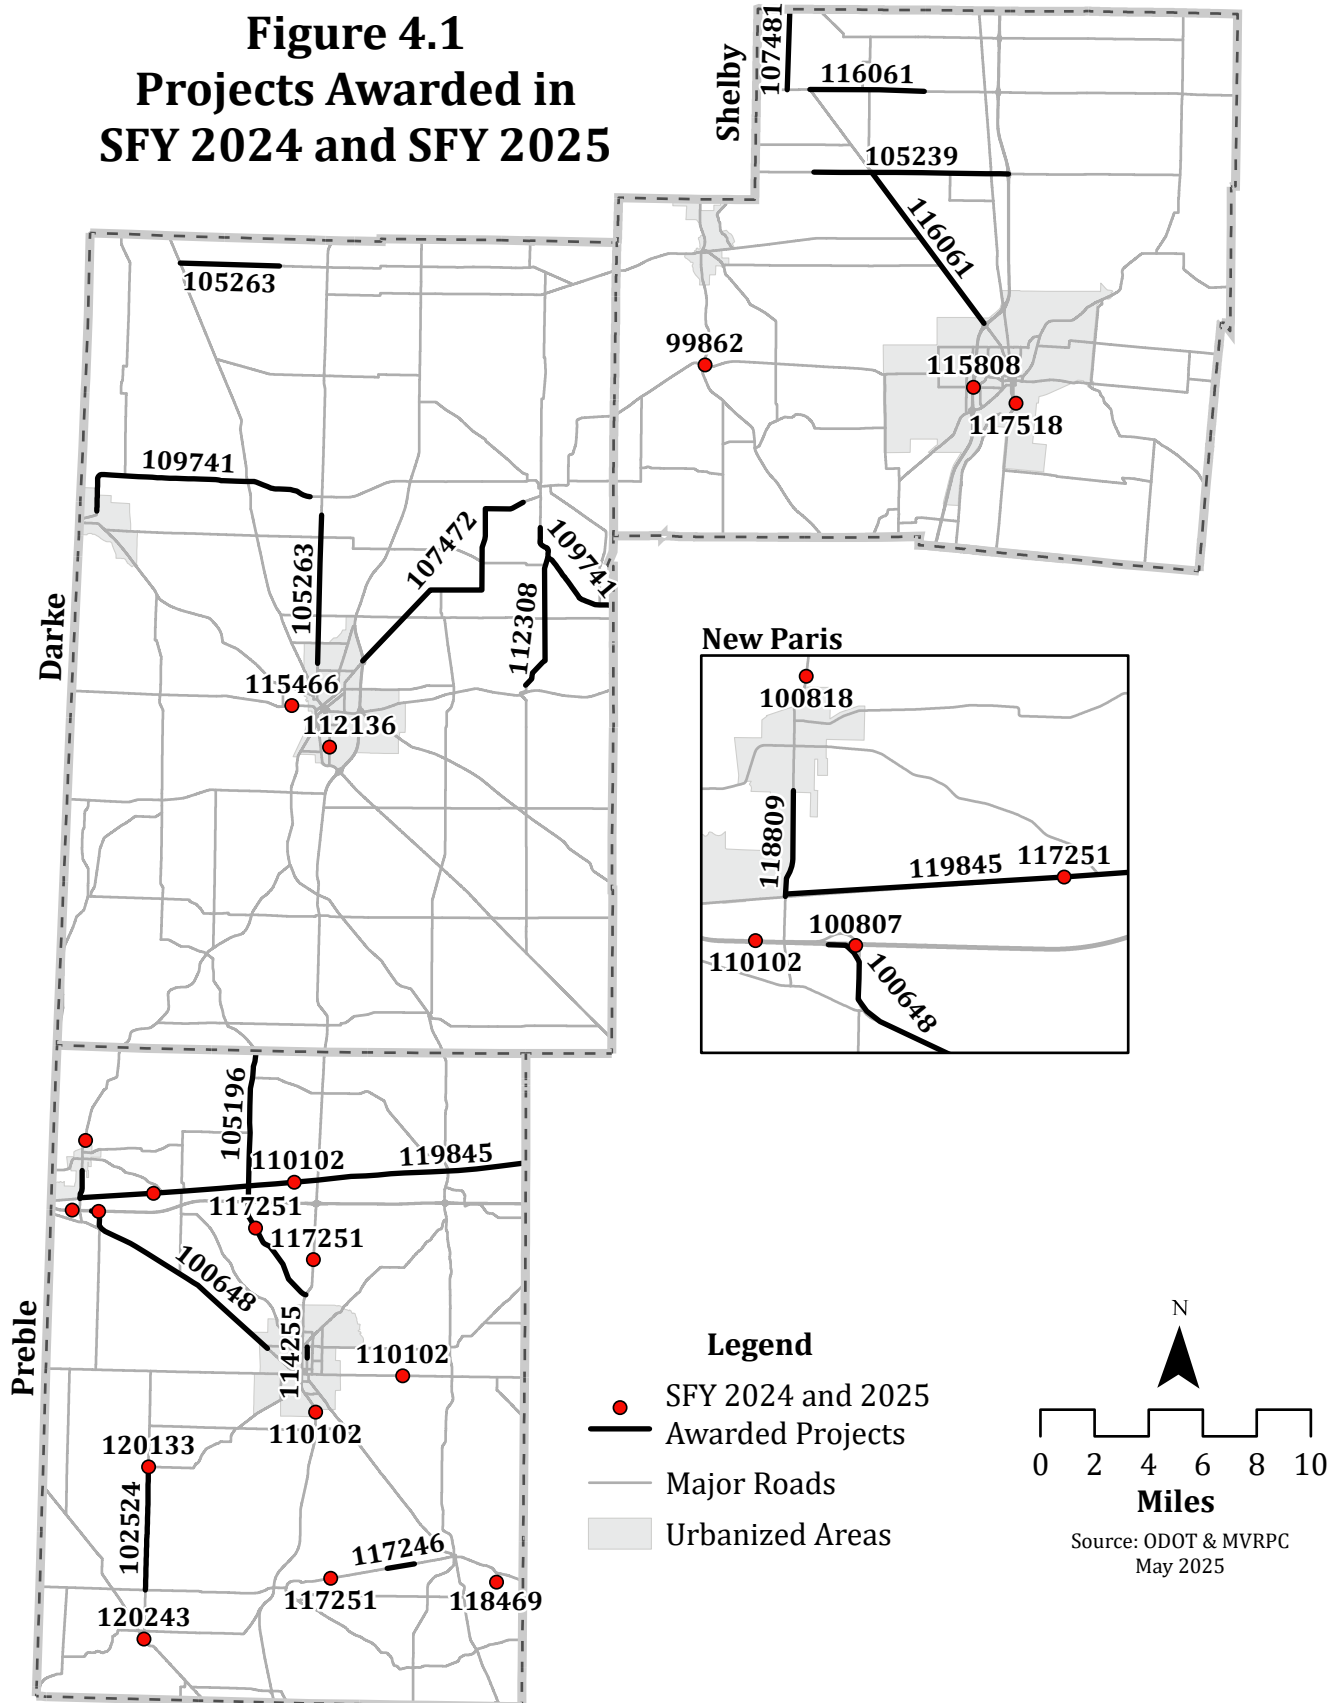 Figure 4.1
Projects Awarded in
SFY 2024 and SFY 2025
Shelby
107481
116061
105239
116061
99862
115808
117518
Darke
105263
109741
105263
107472
109741
112308
115466
112136
New Paris
100818
118809
119845
117251
100807
110102
100648
Preble
105196
110102
119845
117251
117251
100648
114255
110102
110102
120133
102524
117246
117251
118469
120243
Legend
SFY 2024 and 2025
Awarded Projects
Major Roads
Urbanized Areas
N
0 2 4 6 8 10
Miles
Source: ODOT & MVRPC
May 2025